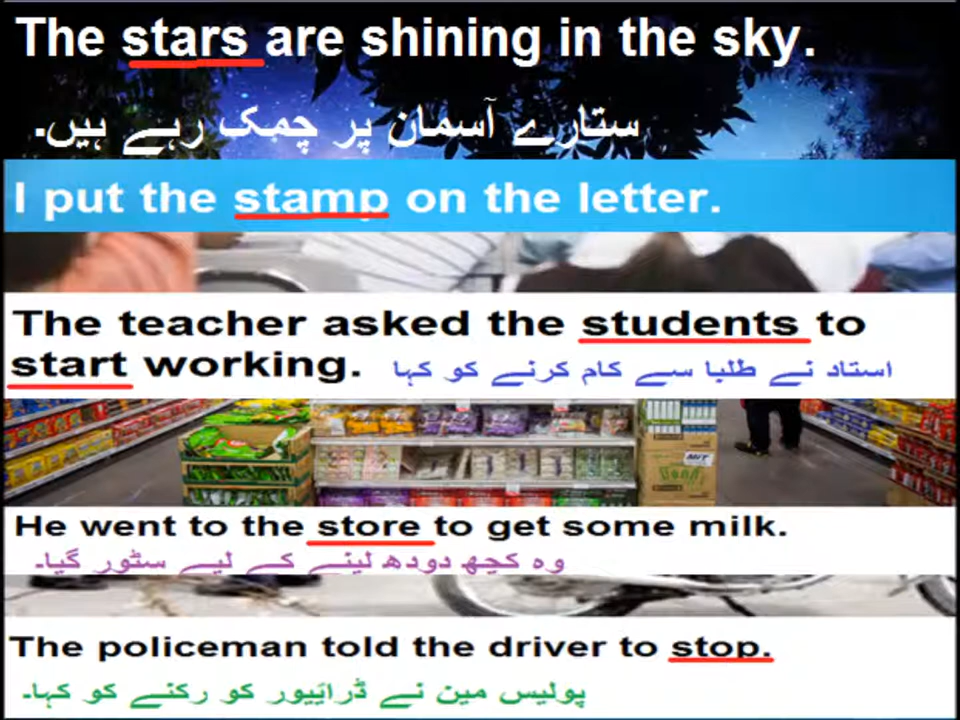 The stars are shining in the sky.
ستارے آسمان پر چمک رہے ہیں۔
I put the stamp on the letter.
The teacher asked the students to
start working. استاد نے طلبا سے کام کرنے کو کہا
He went to the store to get some milk.
وہ کچھ دودھ لینے کے لیے سٹور گیا۔
The policeman told the driver to stop.
پولیس مین نے ڈرائیور کو رکنے کو کہا۔